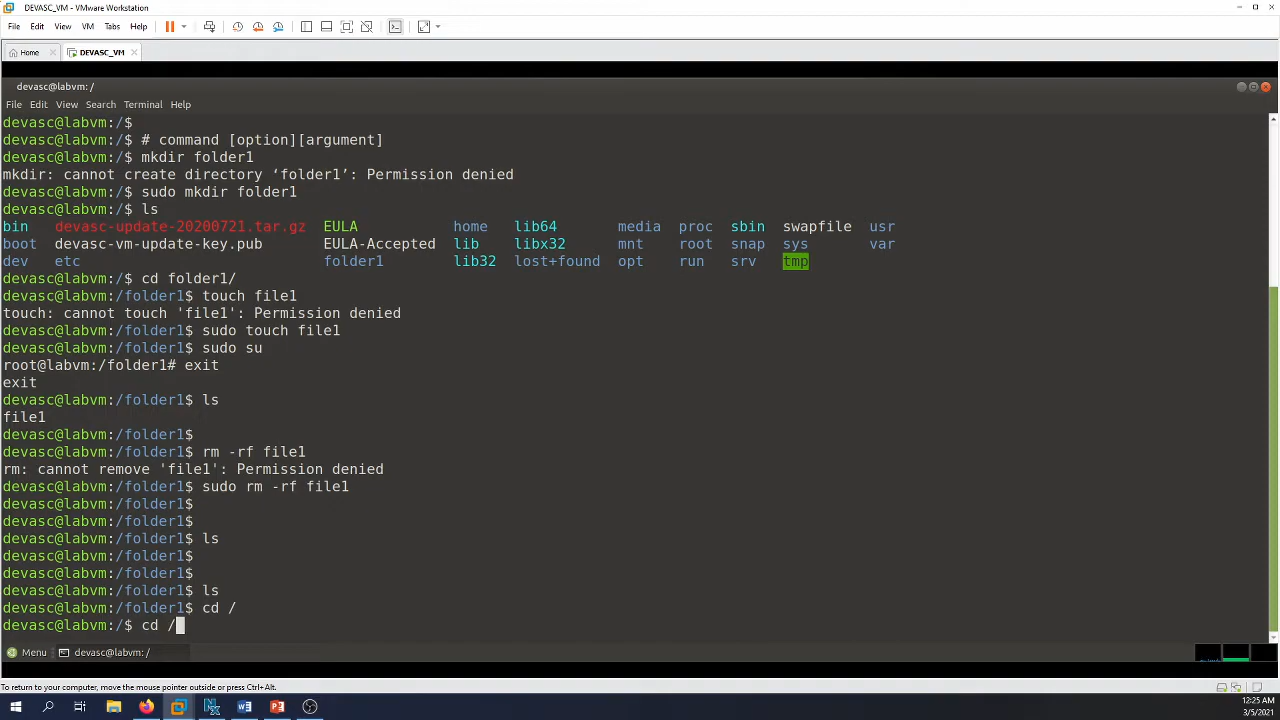 DEVASC_VM - VMware Workstation
File Edit View VM Tabs Help
Home DEVASC_VM
devasc@labvm: /
File Edit View Search Terminal Help
devasc@labvm:/$
devasc@labvm:/$ # command [option][argument]
devasc@labvm:/$ mkdir folder1
mkdir: cannot create directory ‘folder1’: Permission denied
devasc@labvm:/$ sudo mkdir folder1
devasc@labvm:/$ ls
bin devasc-update-20200721.tar.gz EULA home lib64 media proc sbin swapfile usr
boot devasc-vm-update-key.pub EULA-Accepted lib libx32 mnt root snap sys var
dev etc folder1 lib32 lost+found opt run srv tmp
devasc@labvm:/$ cd folder1/
devasc@labvm:/folder1$ touch file1
touch: cannot touch 'file1': Permission denied
devasc@labvm:/folder1$ sudo touch file1
devasc@labvm:/folder1$ sudo su
root@labvm:/folder1# exit
exit
devasc@labvm:/folder1$ ls
file1
devasc@labvm:/folder1$
devasc@labvm:/folder1$ rm -rf file1
rm: cannot remove 'file1': Permission denied
devasc@labvm:/folder1$ sudo rm -rf file1
devasc@labvm:/folder1$
devasc@labvm:/folder1$
devasc@labvm:/folder1$ ls
devasc@labvm:/folder1$
devasc@labvm:/folder1$
devasc@labvm:/folder1$ ls
devasc@labvm:/folder1$ cd /
devasc@labvm:/$ cd /
Menu devasc@labvm: /
To return to your computer, move the mouse pointer outside or press Ctrl+Alt.
12:25 AM
3/5/2021